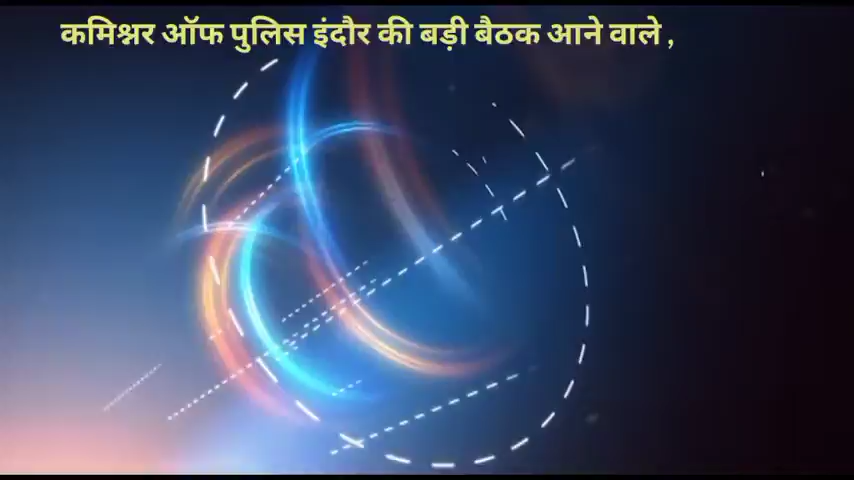 कमिश्नर ऑफ पुलिस इंदौर की बड़ी बैठक आने वाले ,